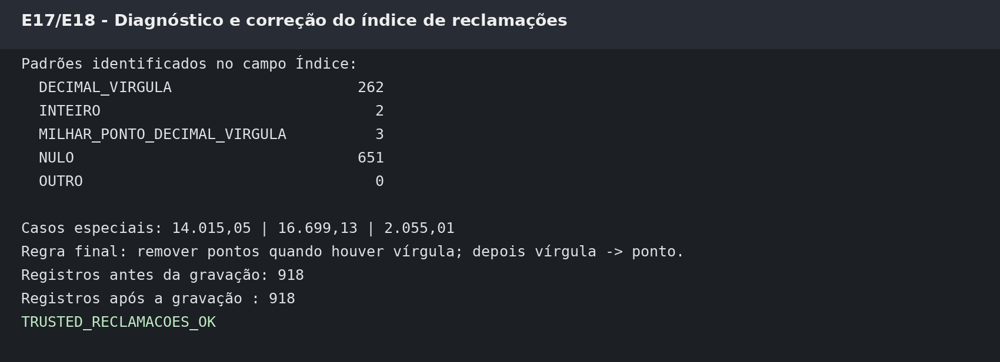 E17/E18 - Diagnóstico e correção do índice de reclamações
Padrões identificados no campo Índice:
DECIMAL_VIRGULA 262
INTEIRO 2
MILHAR_PONTO_DECIMAL_VIRGULA 3
NULO 651
OUTRO 0
Casos especiais: 14.015,05 | 16.699,13 | 2.055,01
Regra final: remover pontos quando houver vírgula; depois vírgula -> ponto.
Registros antes da gravação: 918
Registros após a gravação : 918
TRUSTED_RECLAMACOES_OK